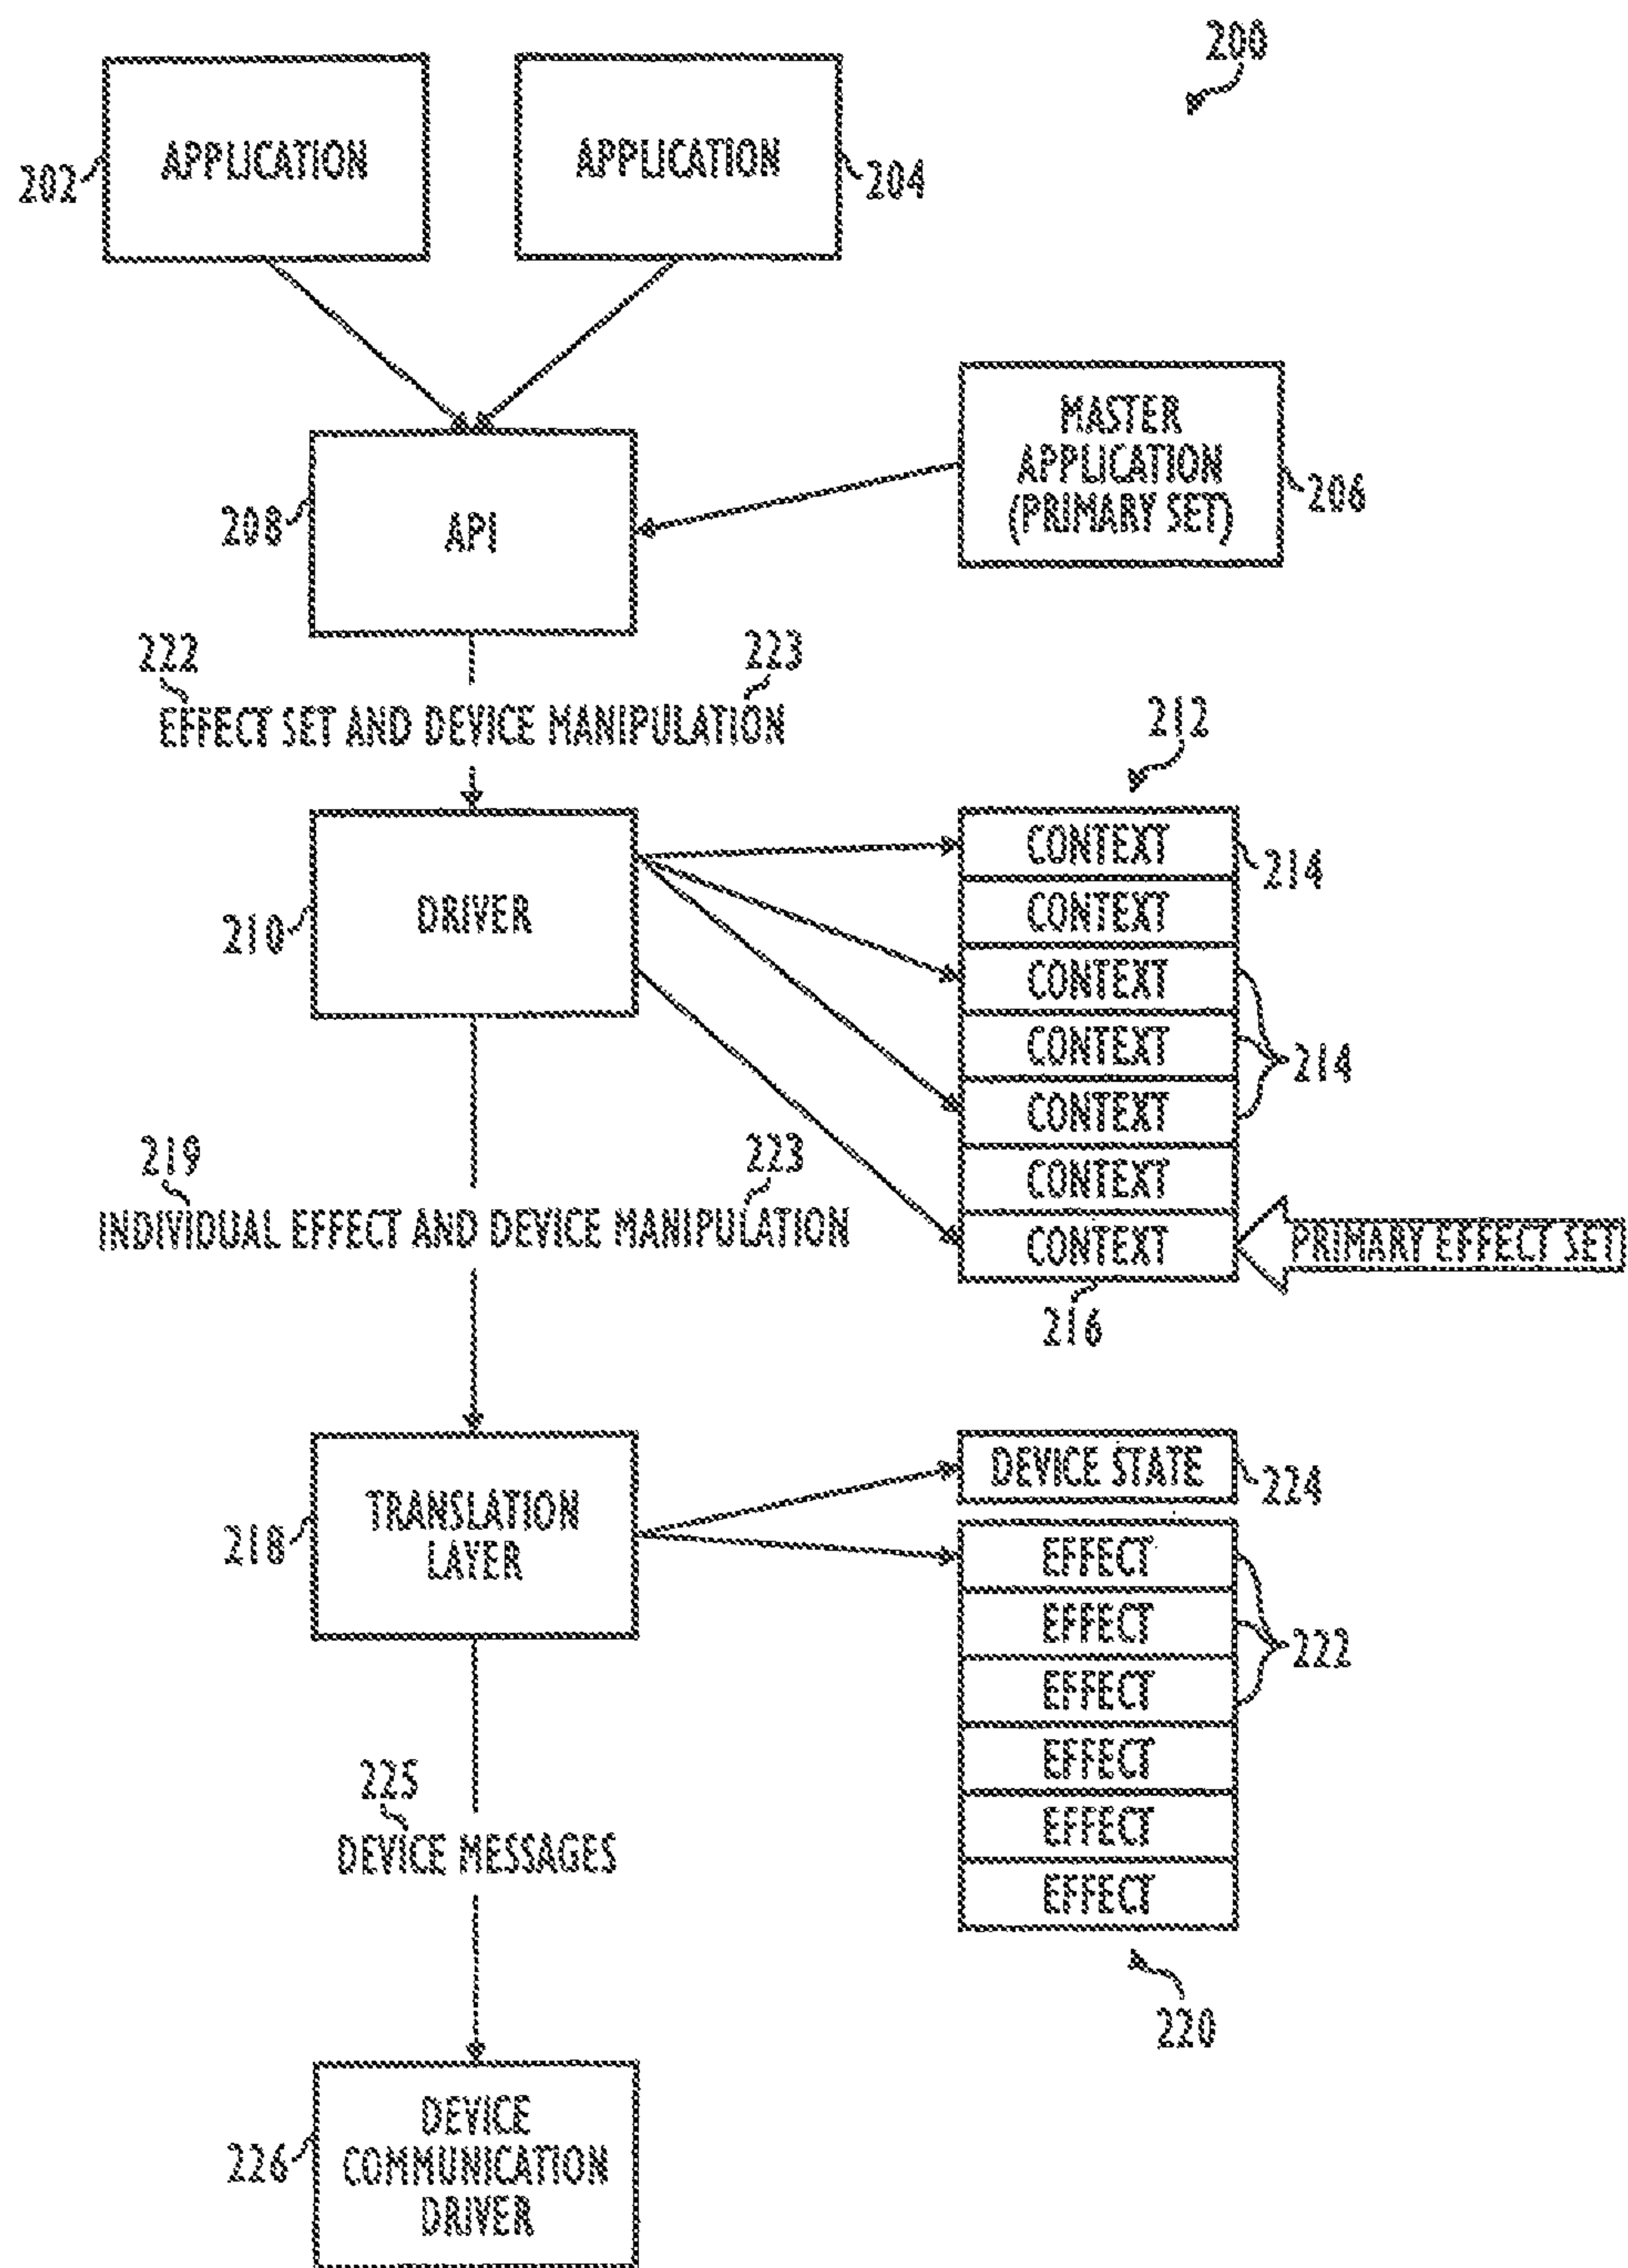 200
APPLICATION
APPLICATION
202
204
MASTER
APPLICATION
(PRIMARY SET)
206
208
API
222
223
EFFECT SET AND DEVICE MANIPULATION
212
CONTEXT
214
CONTEXT
210
DRIVER
CONTEXT
CONTEXT
214
CONTEXT
219
223
CONTEXT
INDIVIDUAL EFFECT AND DEVICE MANIPULATION
CONTEXT
PRIMARY EFFECT SET
216
DEVICE STATE
224
218
TRANSLATION
LAYER
EFFECT
EFFECT
222
EFFECT
EFFECT
225
EFFECT
DEVICE MESSAGES
EFFECT
220
226
DEVICE
COMMUNICATION
DRIVER